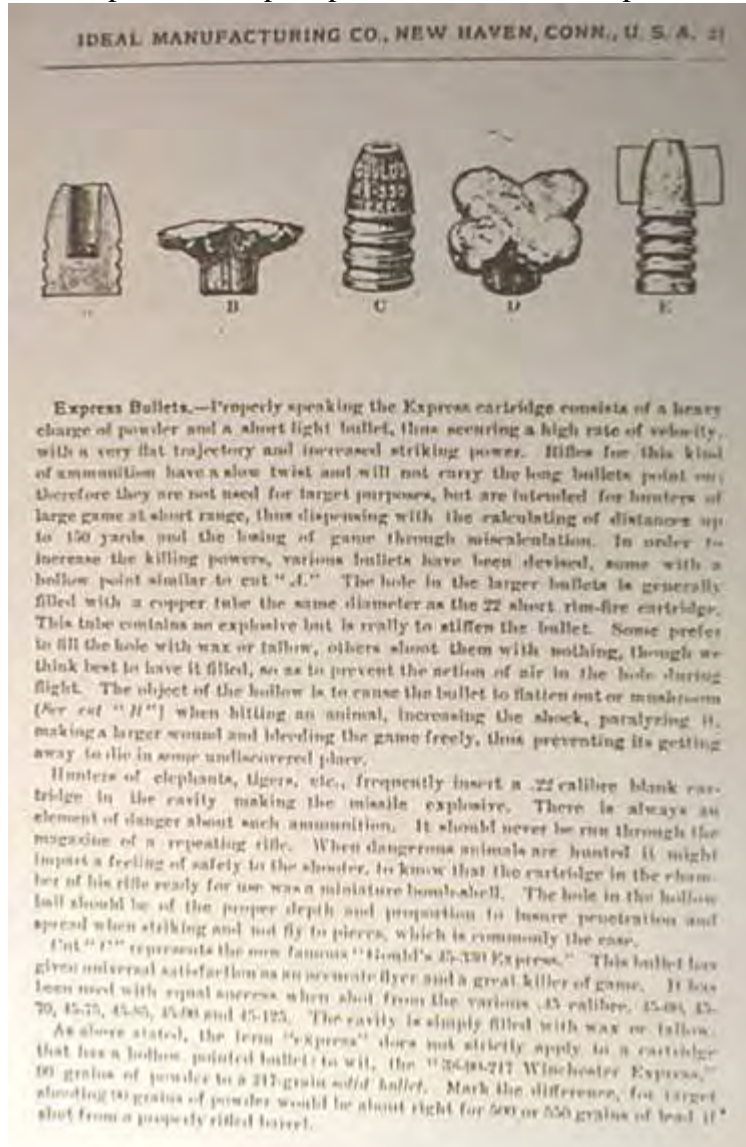 IDEAL MANUFACTURING CO., NEW HAVEN, CONN., U. S. A. 21
GOULD'S
45-330
EXP.
B C D E
Express Bullets.—Properly speaking the Express cartridge consists of a heavy
charge of powder and a short light bullet, thus securing a high rate of velocity,
with a very flat trajectory and increased striking power. Rifles for this kind
of ammunition have a slow twist and will not carry the long bullets point on;
therefore they are not used for target purposes, but are intended for hunters of
large game at short range, thus dispensing with the calculating of distances up
to 150 yards and the losing of game through miscalculation. In order to
increase the killing powers, various bullets have been devised, some with a
hollow point similar to cut "A." The hole in the larger bullets is generally
filled with a copper tube the same diameter as the 22 short rim-fire cartridge.
This tube contains no explosive but is really to stiffen the bullet. Some prefer
to fill the hole with wax or tallow, others shoot them with nothing, though we
think best to have it filled, so as to prevent the action of air in the hole during
flight. The object of the hollow is to cause the bullet to flatten out or mushroom
(See cut "B") when hitting an animal, increasing the shock, paralyzing it,
making a larger wound and bleeding the game freely, thus preventing its getting
away to die in some undiscovered place.
Hunters of elephants, tigers, etc., frequently insert a .22 calibre blank car-
tridge in the cavity making the missile explosive. There is always an
element of danger about such ammunition. It should never be run through the
magazine of a repeating rifle. When dangerous animals are hunted it might
impart a feeling of safety to the shooter, to know that the cartridge in the cham-
ber of his rifle ready for use was a miniature bomb-shell. The hole in the hollow
ball should be of the proper depth and proportion to insure penetration and
spread when striking and not fly to pieces, which is commonly the case.
Cut "C" represents the now famous "Gould's 45-330 Express." This bullet has
given universal satisfaction as an accurate flyer and a great killer of game. It has
been used with equal success when shot from the various .45 calibre, 45-60, 45-
70, 45-75, 45-85, 45-90 and 45-125. The cavity is simply filled with wax or tallow.
As above stated, the term "express" does not strictly apply to a cartridge
that has a hollow pointed bullet: to wit, the "38-90-217 Winchester Express,"
90 grains of powder to a 217-grain solid bullet. Mark the difference, for target
shooting 90 grains of powder would be about right for 500 or 550 grains of lead if
shot from a properly rifled barrel.